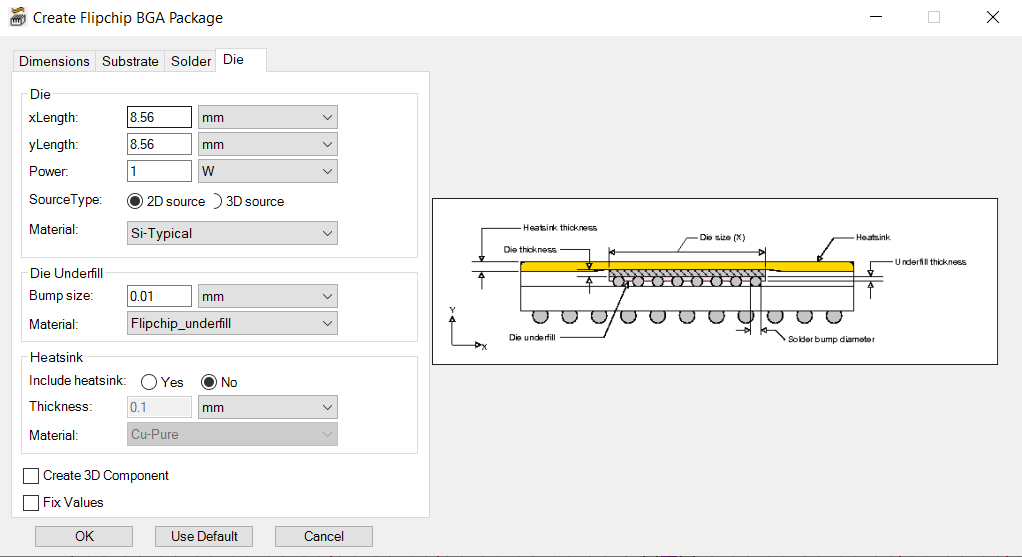 Create Flipchip BGA Package
Dimensions Substrate Solder Die
Die
xLength: 8.56 mm
yLength: 8.56 mm
Power: 1 W
SourceType: 2D source 3D source
Material: Si-Typical
Die Underfill
Bump size: 0.01 mm
Material: Flipchip_underfill
Heatsink
Include heatsink: Yes No
Thickness: 0.1 mm
Material: Cu-Pure
Create 3D Component
Fix Values
OK Use Default Cancel
Heatsink thickness
Die thickness
Die size (X)
Heatsink
Underfill thickness
Y
X
Die underfill
Solder bump diameter